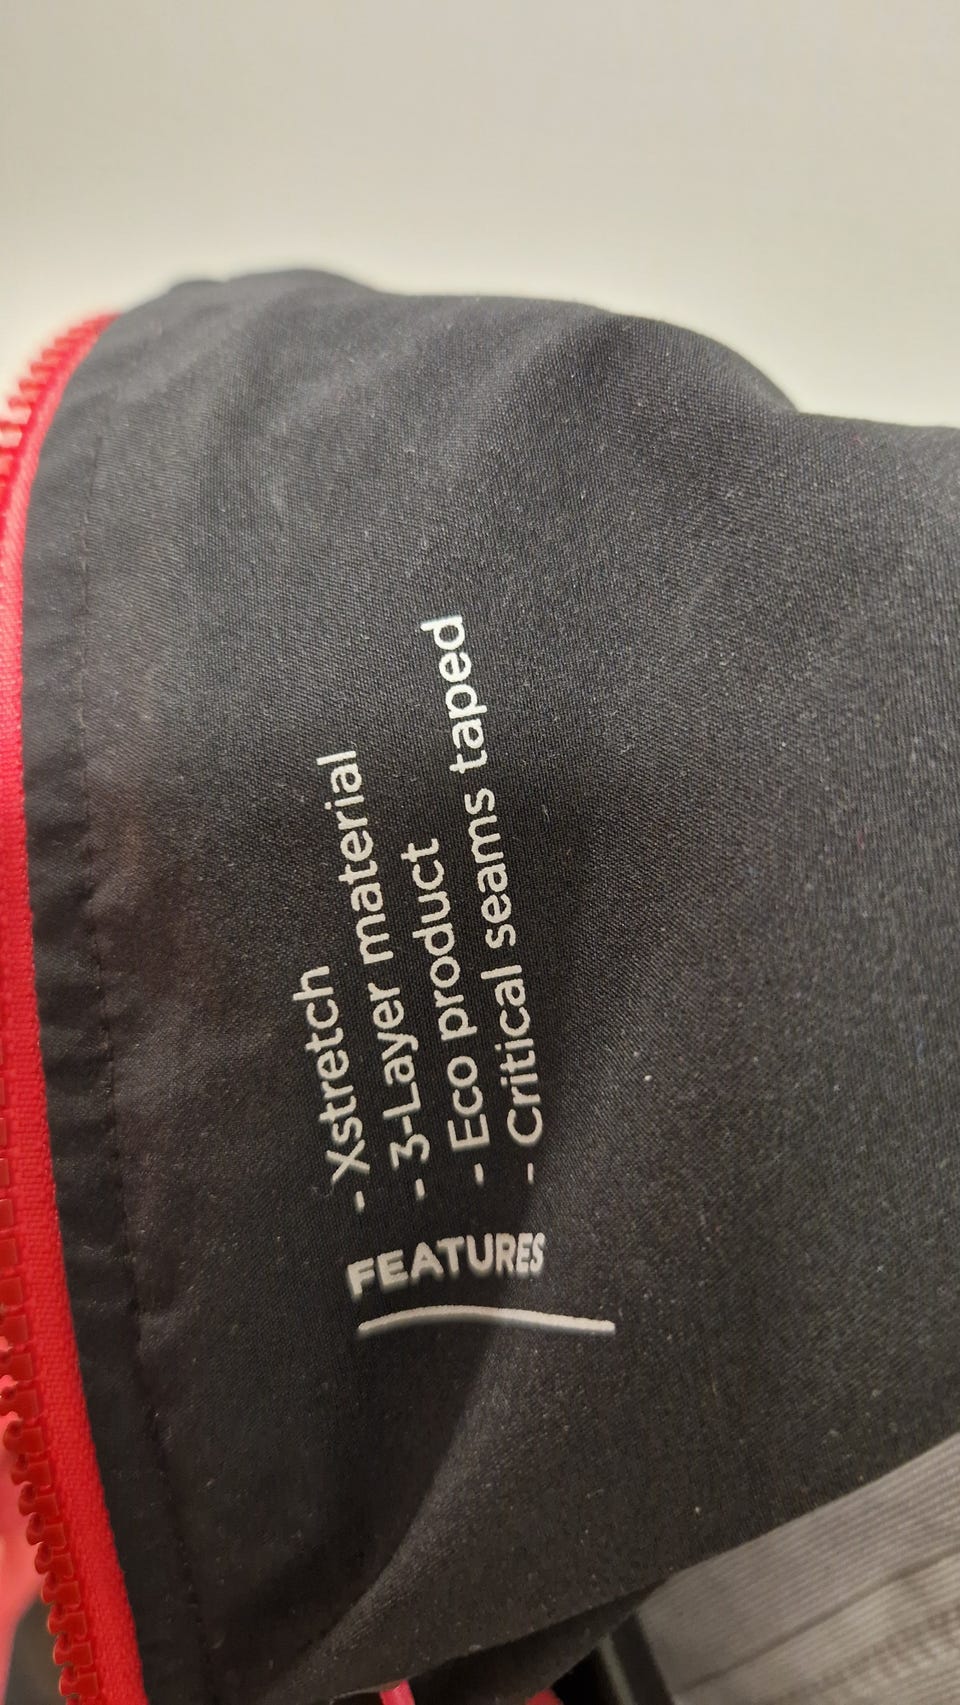 FEATURES
- Xstretch
- 3-Layer material
- Eco product
- Critical seams taped